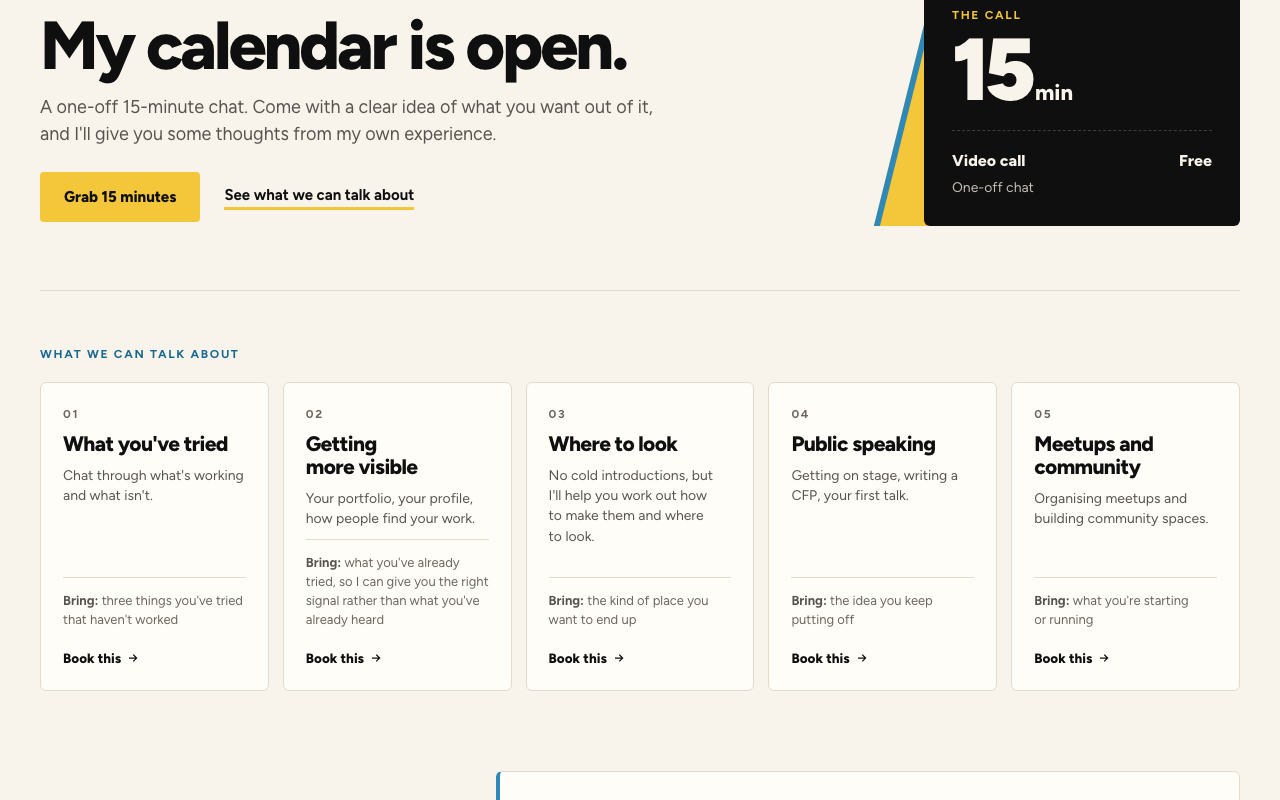 My calendar is open.
A one-off 15-minute chat. Come with a clear idea of what you want out of it,
and I'll give you some thoughts from my own experience.
Grab 15 minutes
See what we can talk about
THE CALL
15 min
Video call
Free
One-off chat
WHAT WE CAN TALK ABOUT
01
What you've tried
Chat through what's working
and what isn't.
Bring: three things you've tried
that haven't worked
Book this →
02
Getting
more visible
Your portfolio, your profile,
how people find your work.
Bring: what you've already
tried, so I can give you the right
signal rather than what you've
already heard
Book this →
03
Where to look
No cold introductions, but
I'll help you work out how
to make them and where
to look.
Bring: the kind of place you
want to end up
Book this →
04
Public speaking
Getting on stage, writing a
CFP, your first talk.
Bring: the idea you keep
putting off
Book this →
05
Meetups and
community
Organising meetups and
building community spaces.
Bring: what you're starting
or running
Book this →